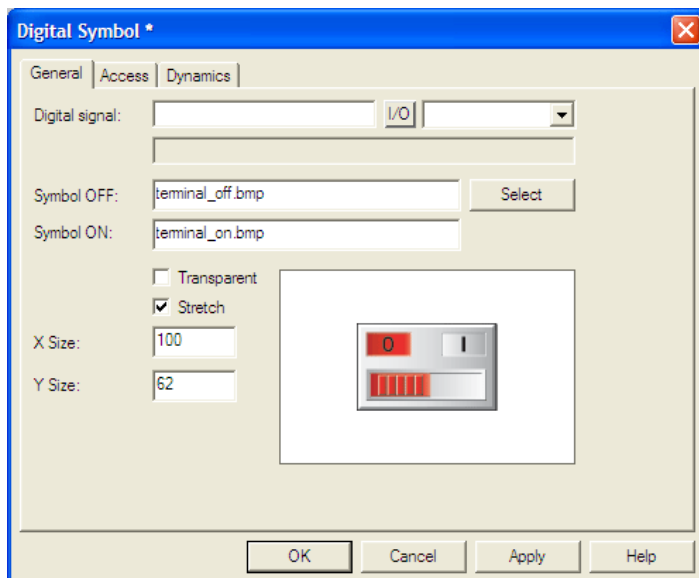 Digital Symbol *
General Access Dynamics
Digital signal: I/O
Symbol OFF: terminal_off.bmp Select
Symbol ON: terminal_on.bmp
Transparent
Stretch
X Size: 100
Y Size: 62
O I
OK Cancel Apply Help